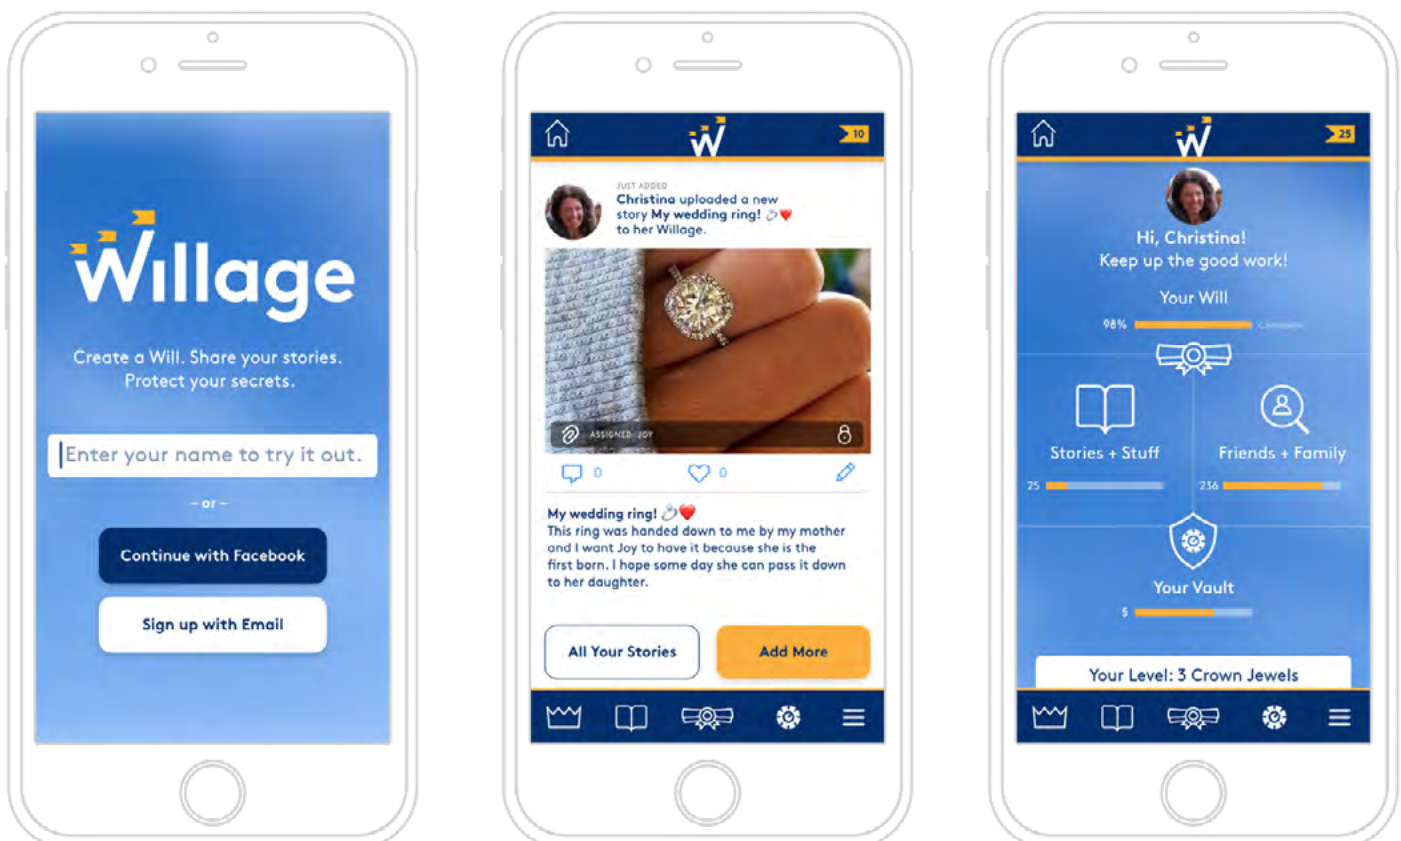 Willage
Create a Will. Share your stories.
Protect your secrets.
Enter your name to try it out.
– or –
Continue with Facebook
Sign up with Email
W
10
JUST ADDED
Christina uploaded a new
story My wedding ring! 💍❤️
to her Willage.
ASSIGNED: JOY
0
0
My wedding ring! 💍❤️
This ring was handed down to me by my mother
and I want Joy to have it because she is the
first born. I hope some day she can pass it down
to her daughter.
All Your Stories
Add More
W
25
Hi, Christina!
Keep up the good work!
Your Will
98%
Stories + Stuff
25
Friends + Family
236
Your Vault
5
Your Level: 3 Crown Jewels